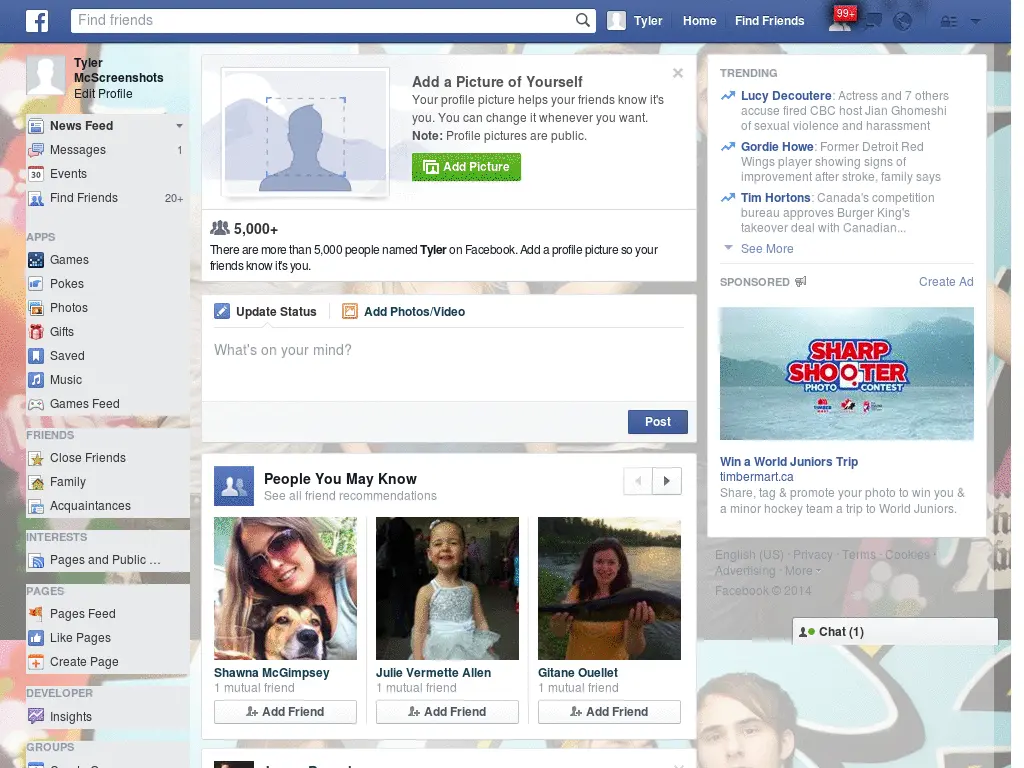 Find friends
Tyler
Home
Find Friends
99+
Tyler
McScreenshots
Edit Profile
News Feed
Messages
1
30
Events
Find Friends
20+
APPS
Games
Pokes
Photos
Gifts
Saved
Music
Games Feed
FRIENDS
Close Friends
Family
Acquaintances
INTERESTS
Pages and Public ...
PAGES
Pages Feed
Like Pages
Create Page
DEVELOPER
Insights
GROUPS
Add a Picture of Yourself
Your profile picture helps your friends know it's
you. You can change it whenever you want.
Note: Profile pictures are public.
Add Picture
5,000+
There are more than 5,000 people named Tyler on Facebook. Add a profile picture so your
friends know it's you.
Update Status
Add Photos/Video
What's on your mind?
Post
People You May Know
See all friend recommendations
Shawna McGimpsey
1 mutual friend
Add Friend
Julie Vermette Allen
1 mutual friend
Add Friend
Gitane Ouellet
1 mutual friend
Add Friend
TRENDING
Lucy Decoutere: Actress and 7 others
accuse fired CBC host Jian Ghomeshi
of sexual violence and harassment
Gordie Howe: Former Detroit Red
Wings player showing signs of
improvement after stroke, family says
Tim Hortons: Canada's competition
bureau approves Burger King's
takeover deal with Canadian...
See More
SPONSORED
Create Ad
SHARP
SHOOTER
PHOTO CONTEST
Win a World Juniors Trip
timbermart.ca
Share, tag & promote your photo to win you &
a minor hockey team a trip to World Juniors.
English (US) · Privacy · Terms · Cookies ·
Advertising · More
Facebook © 2014
Chat (1)